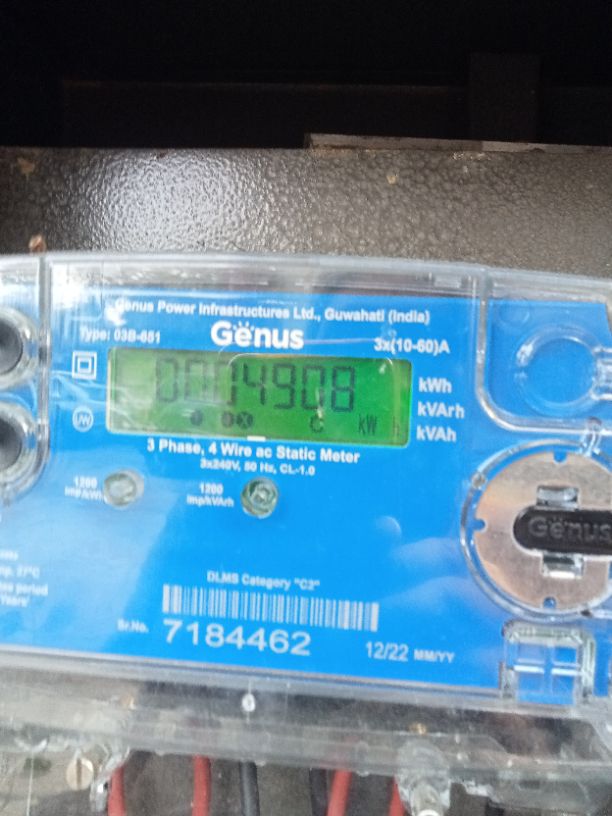 Genus Power Infrastructures Ltd., Guwahati (India)
Type: 03B-651
Genus
3x(10-60)A
0004908
kWh
kWh
kVArh
kVAh
3 Phase, 4 Wire ac Static Meter
3x240V, 50 Hz, CL-1.0
1200
imp/kWh
1200
imp/kVArh
Genus
DLMS Category "C2"
Sr.No. 7184462
12/22 MM/YY